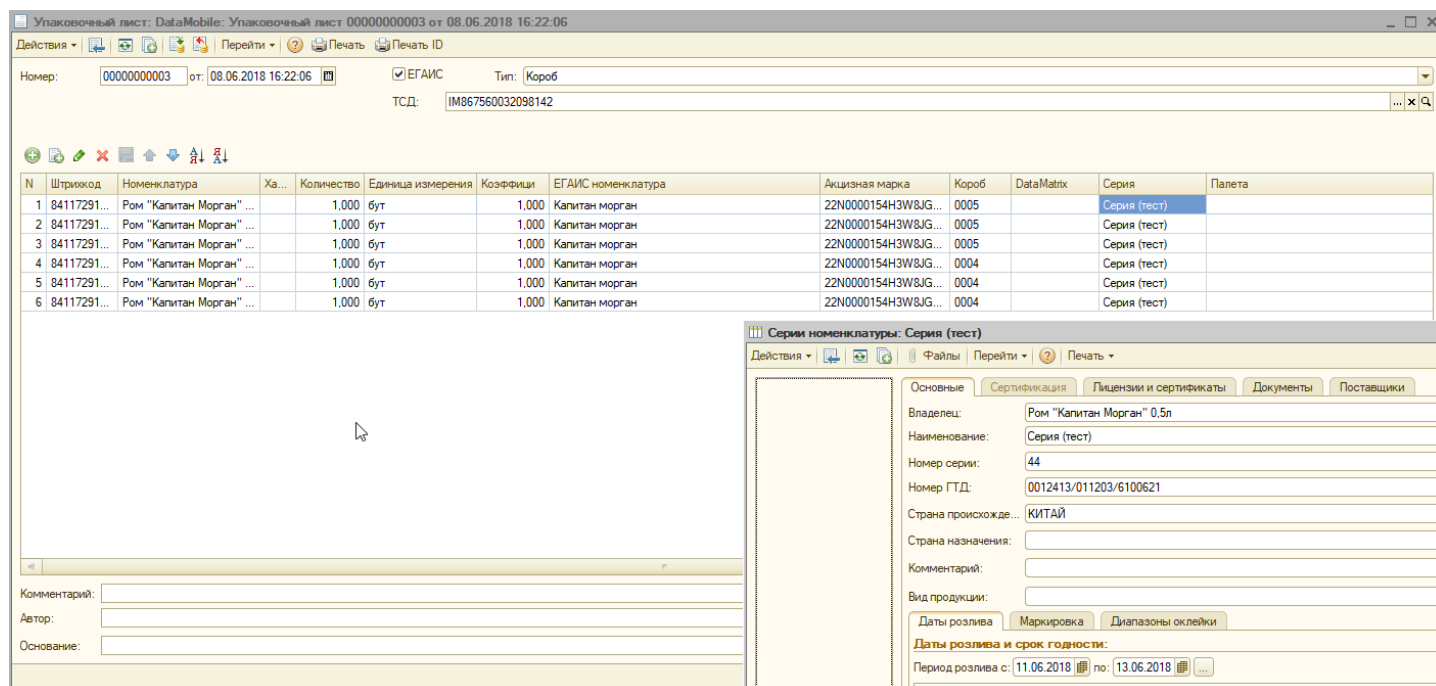 Упаковочный лист: DataMobile: Упаковочный лист 00000000003 от 08.06.2018 16:22:06
Действия Перейти Печать Печать ID
Номер: 00000000003 от: 08.06.2018 16:22:06 ЕГАИС Тип: Короб
ТСД: IM867560032098142 ...
N Штрихкод Номенклатура Ха... Количество Единица измерения Коэффици ЕГАИС номенклатура Акцизная марка Короб DataMatrix Серия Палета
1 84117291... Ром "Капитан Морган" ... 1,000 бут 1,000 Капитан морган 22N0000154H3W8JG... 0005 Серия (тест)
2 84117291... Ром "Капитан Морган" ... 1,000 бут 1,000 Капитан морган 22N0000154H3W8JG... 0005 Серия (тест)
3 84117291... Ром "Капитан Морган" ... 1,000 бут 1,000 Капитан морган 22N0000154H3W8JG... 0005 Серия (тест)
4 84117291... Ром "Капитан Морган" ... 1,000 бут 1,000 Капитан морган 22N0000154H3W8JG... 0004 Серия (тест)
5 84117291... Ром "Капитан Морган" ... 1,000 бут 1,000 Капитан морган 22N0000154H3W8JG... 0004 Серия (тест)
6 84117291... Ром "Капитан Морган" ... 1,000 бут 1,000 Капитан морган 22N0000154H3W8JG... 0004 Серия (тест)
Комментарий:
Автор:
Основание:
Серии номенклатуры: Серия (тест)
Действия Файлы Перейти Печать
Основные Сертификация Лицензии и сертификаты Документы Поставщики
Владелец: Ром "Капитан Морган" 0,5л
Наименование: Серия (тест)
Номер серии: 44
Номер ГТД: 0012413/011203/6100621
Страна происхожде... КИТАЙ
Страна назначения:
Комментарий:
Вид продукции:
Даты розлива Маркировка Диапазоны оклейки
Даты розлива и срок годности:
Период розлива с: 11.06.2018 по: 13.06.2018 ...